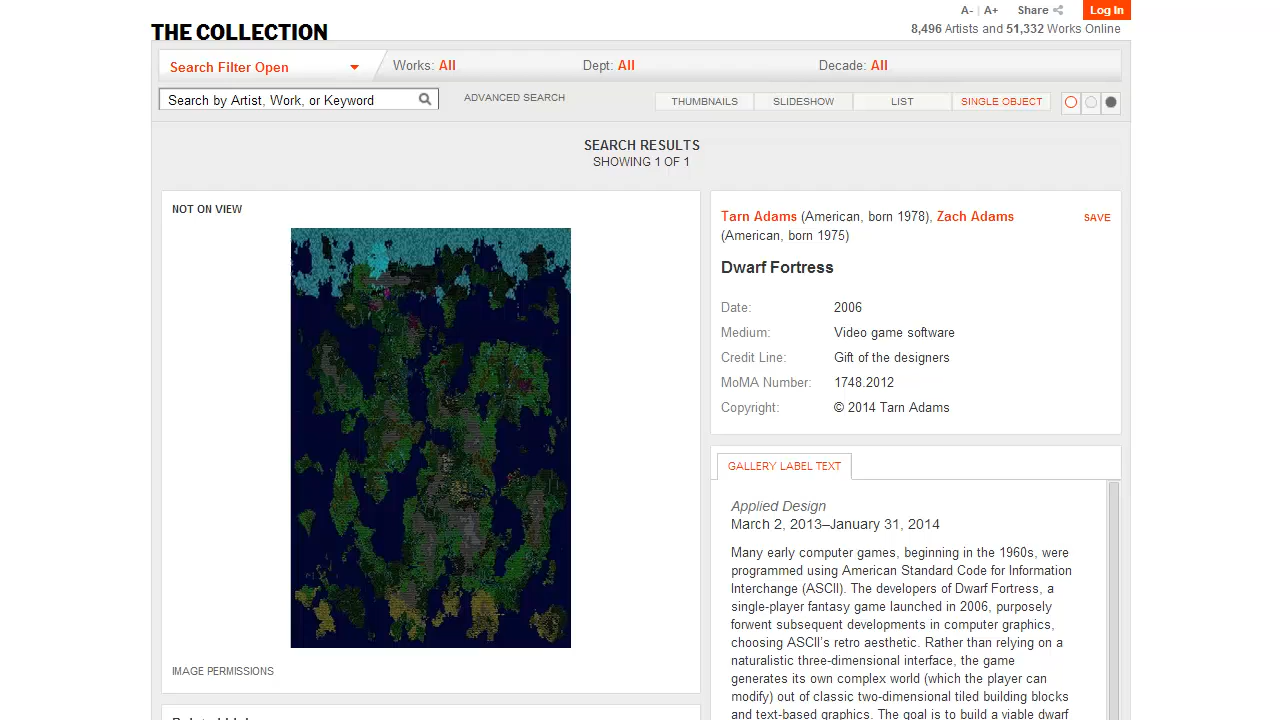 A- | A+ Share Log In
THE COLLECTION
8,496 Artists and 51,332 Works Online
Search Filter Open Works: All Dept: All Decade: All
Search by Artist, Work, or Keyword ADVANCED SEARCH THUMBNAILS SLIDESHOW LIST SINGLE OBJECT
SEARCH RESULTS
SHOWING 1 OF 1
NOT ON VIEW
IMAGE PERMISSIONS
Tarn Adams (American, born 1978), Zach Adams SAVE
(American, born 1975)
Dwarf Fortress
Date: 2006
Medium: Video game software
Credit Line: Gift of the designers
MoMA Number: 1748.2012
Copyright: © 2014 Tarn Adams
GALLERY LABEL TEXT
Applied Design
March 2, 2013–January 31, 2014
Many early computer games, beginning in the 1960s, were
programmed using American Standard Code for Information
Interchange (ASCII). The developers of Dwarf Fortress, a
single-player fantasy game launched in 2006, purposely
forwent subsequent developments in computer graphics,
choosing ASCII's retro aesthetic. Rather than relying on a
naturalistic three-dimensional interface, the game
generates its own complex world (which the player can
modify) out of classic two-dimensional tiled building blocks
and text-based graphics. The goal is to build a viable dwarf